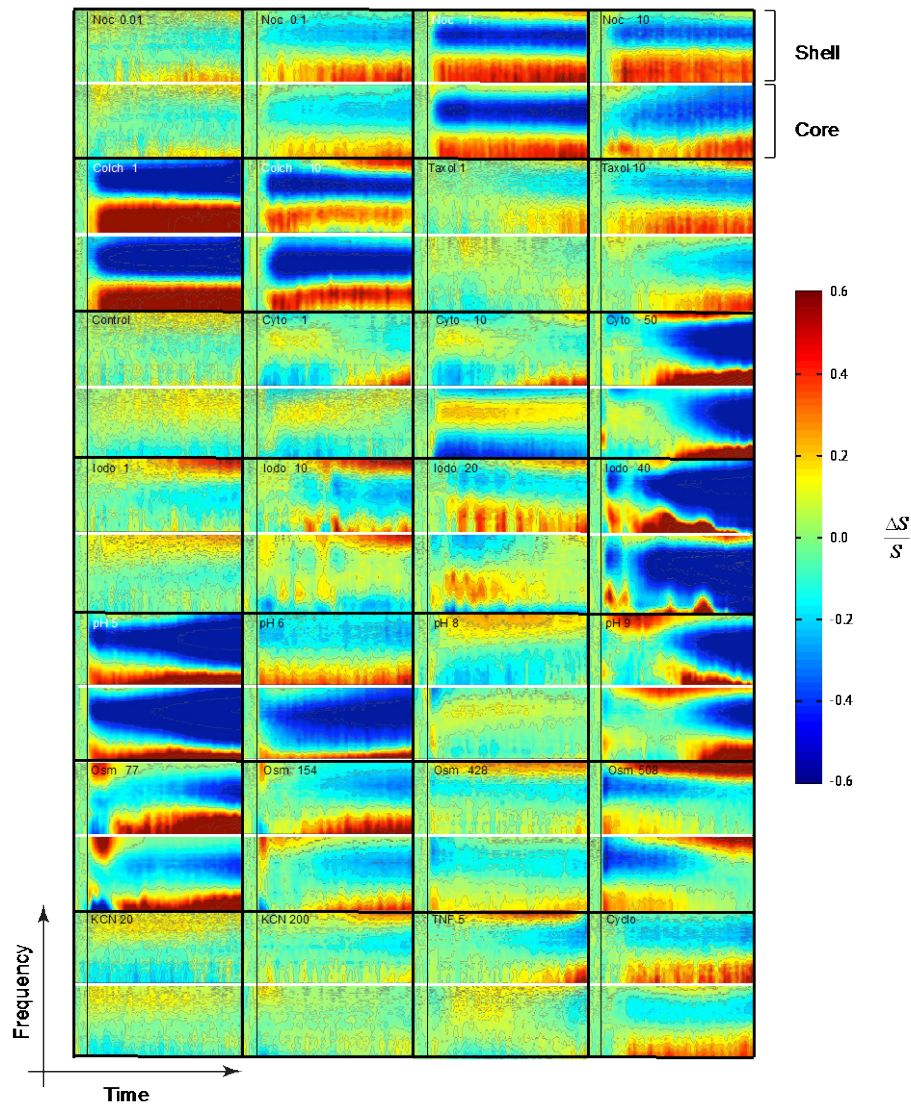 Noc 0.01 Noc 0.1 Noc 1 Noc 10
Shell
Core
Colch 1 Colch 10 Taxol 1 Taxol 10
Control Cyto 1 Cyto 10 Cyto 50
Iodo 1 Iodo 10 Iodo 20 Iodo 40
pH 5 pH 6 pH 8 pH 9
Osm 77 Osm 154 Osm 428 Osm 508
KCN 20 KCN 200 TNF 5 Cyclo
0.6
0.4
0.2
0.0
-0.2
-0.4
-0.6
ΔS
S
Frequency
Time